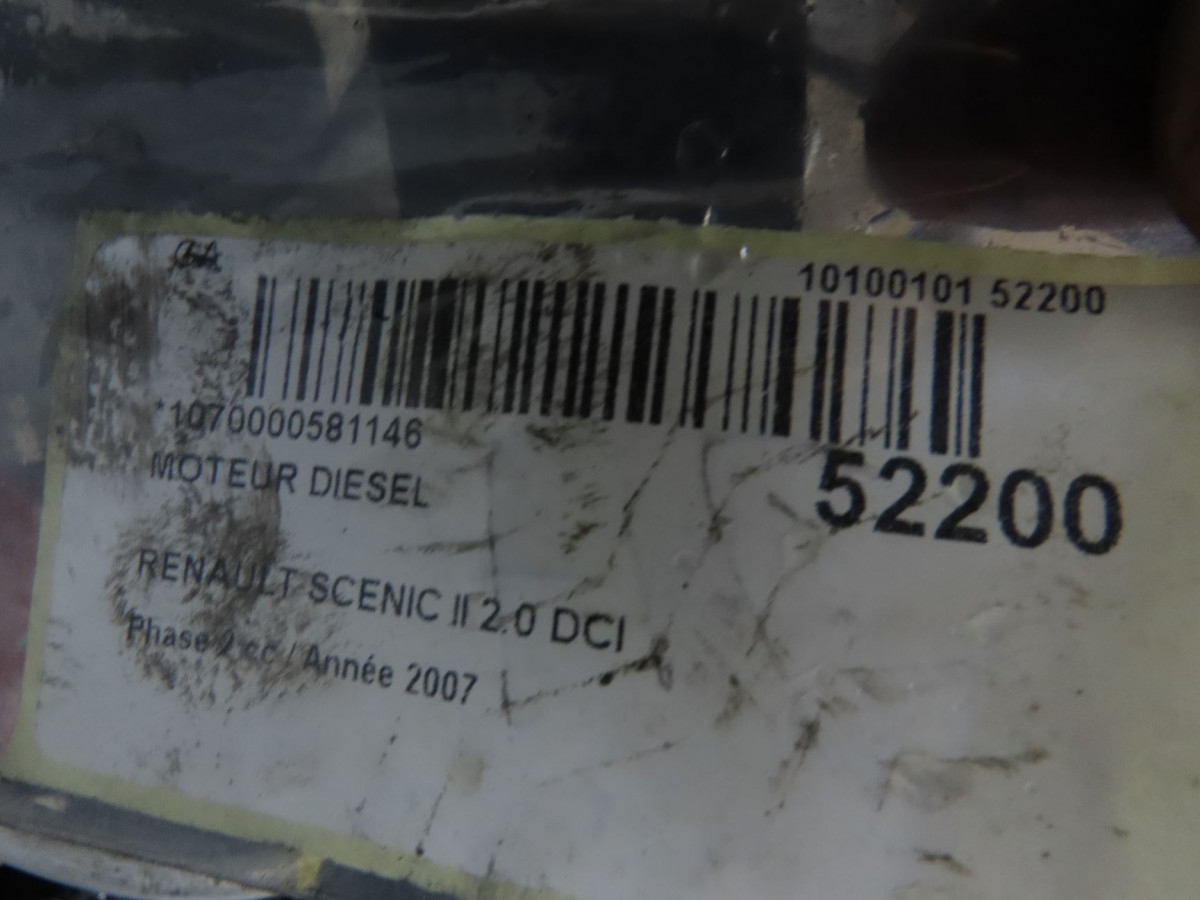 10100101 52200
*1070000581146
52200
MOTEUR DIESEL
RENAULT SCENIC II 2.0 DCI
Phase 2 cc / Année 2007